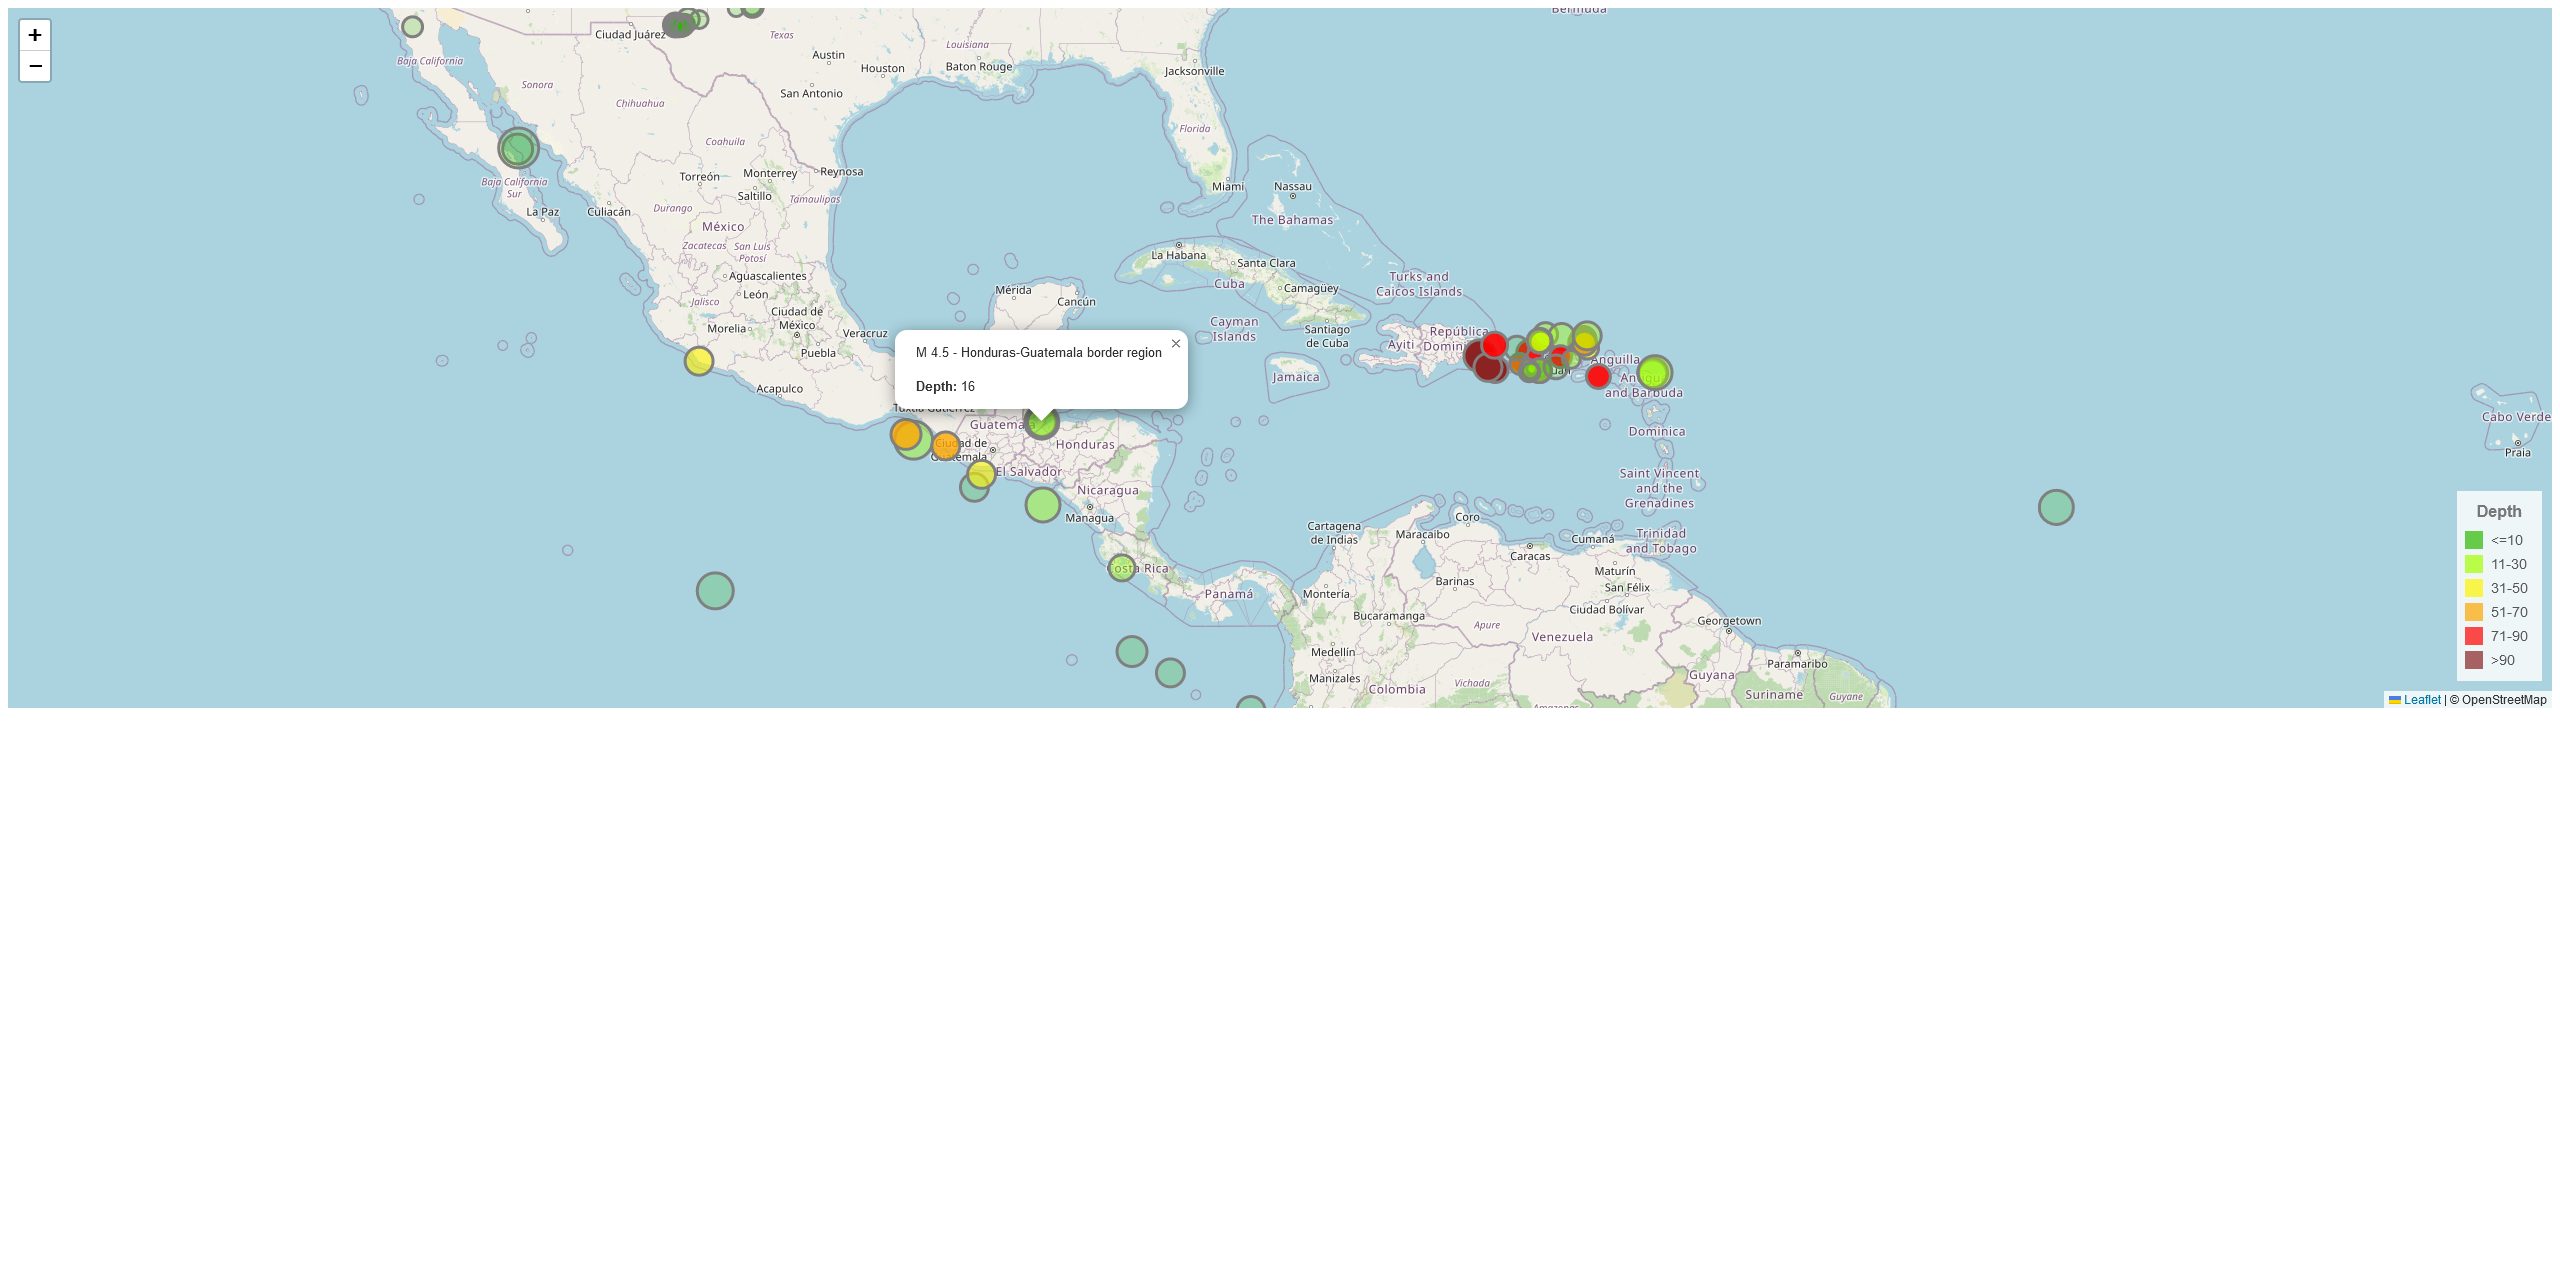 Bermuda
+
−
Ciudad Juárez
Texas
Louisiana
Austin
Baton Rouge
Houston
Jacksonville
Baja California
Sonora
San Antonio
Chihuahua
Florida
Coahuila
Torreón
Monterrey
Reynosa
Baja California
Sur
Saltillo
Tamaulipas
Miami
Nassau
La Paz
Culiacán
Durango
The Bahamas
México
Zacatecas
San Luis
Potosí
La Habana
Santa Clara
Aguascalientes
Cuba
Camagüey
Turks and
Caicos Islands
León
Mérida
Cancún
Jalisco
Ciudad de
México
Morelia
Veracruz
Cayman
Islands
Santiago
de Cuba
República
Ayiti
Puebla
Anguilla
and Barbuda
Jamaica
Acapulco
M 4.5 - Honduras-Guatemala border region
×
Depth: 16
Guatemala
Honduras
Dominica
Cabo Verde
Praia
Ciudad de
Guatemala
El Salvador
Nicaragua
Managua
Saint Vincent
and the
Grenadines
Costa Rica
Panamá
Cartagena
de Indias
Coro
Maracaibo
Caracas
Cumaná
Trinidad
and Tobago
Barinas
Maturín
San Félix
Montería
Ciudad Bolívar
Bucaramanga
Apure
Venezuela
Georgetown
Medellín
Paramaribo
Manizales
Colombia
Vichada
Guyana
Suriname
Guyane
Amazonas
Depth
<=10
11-30
31-50
51-70
71-90
>90
Leaflet | © OpenStreetMap